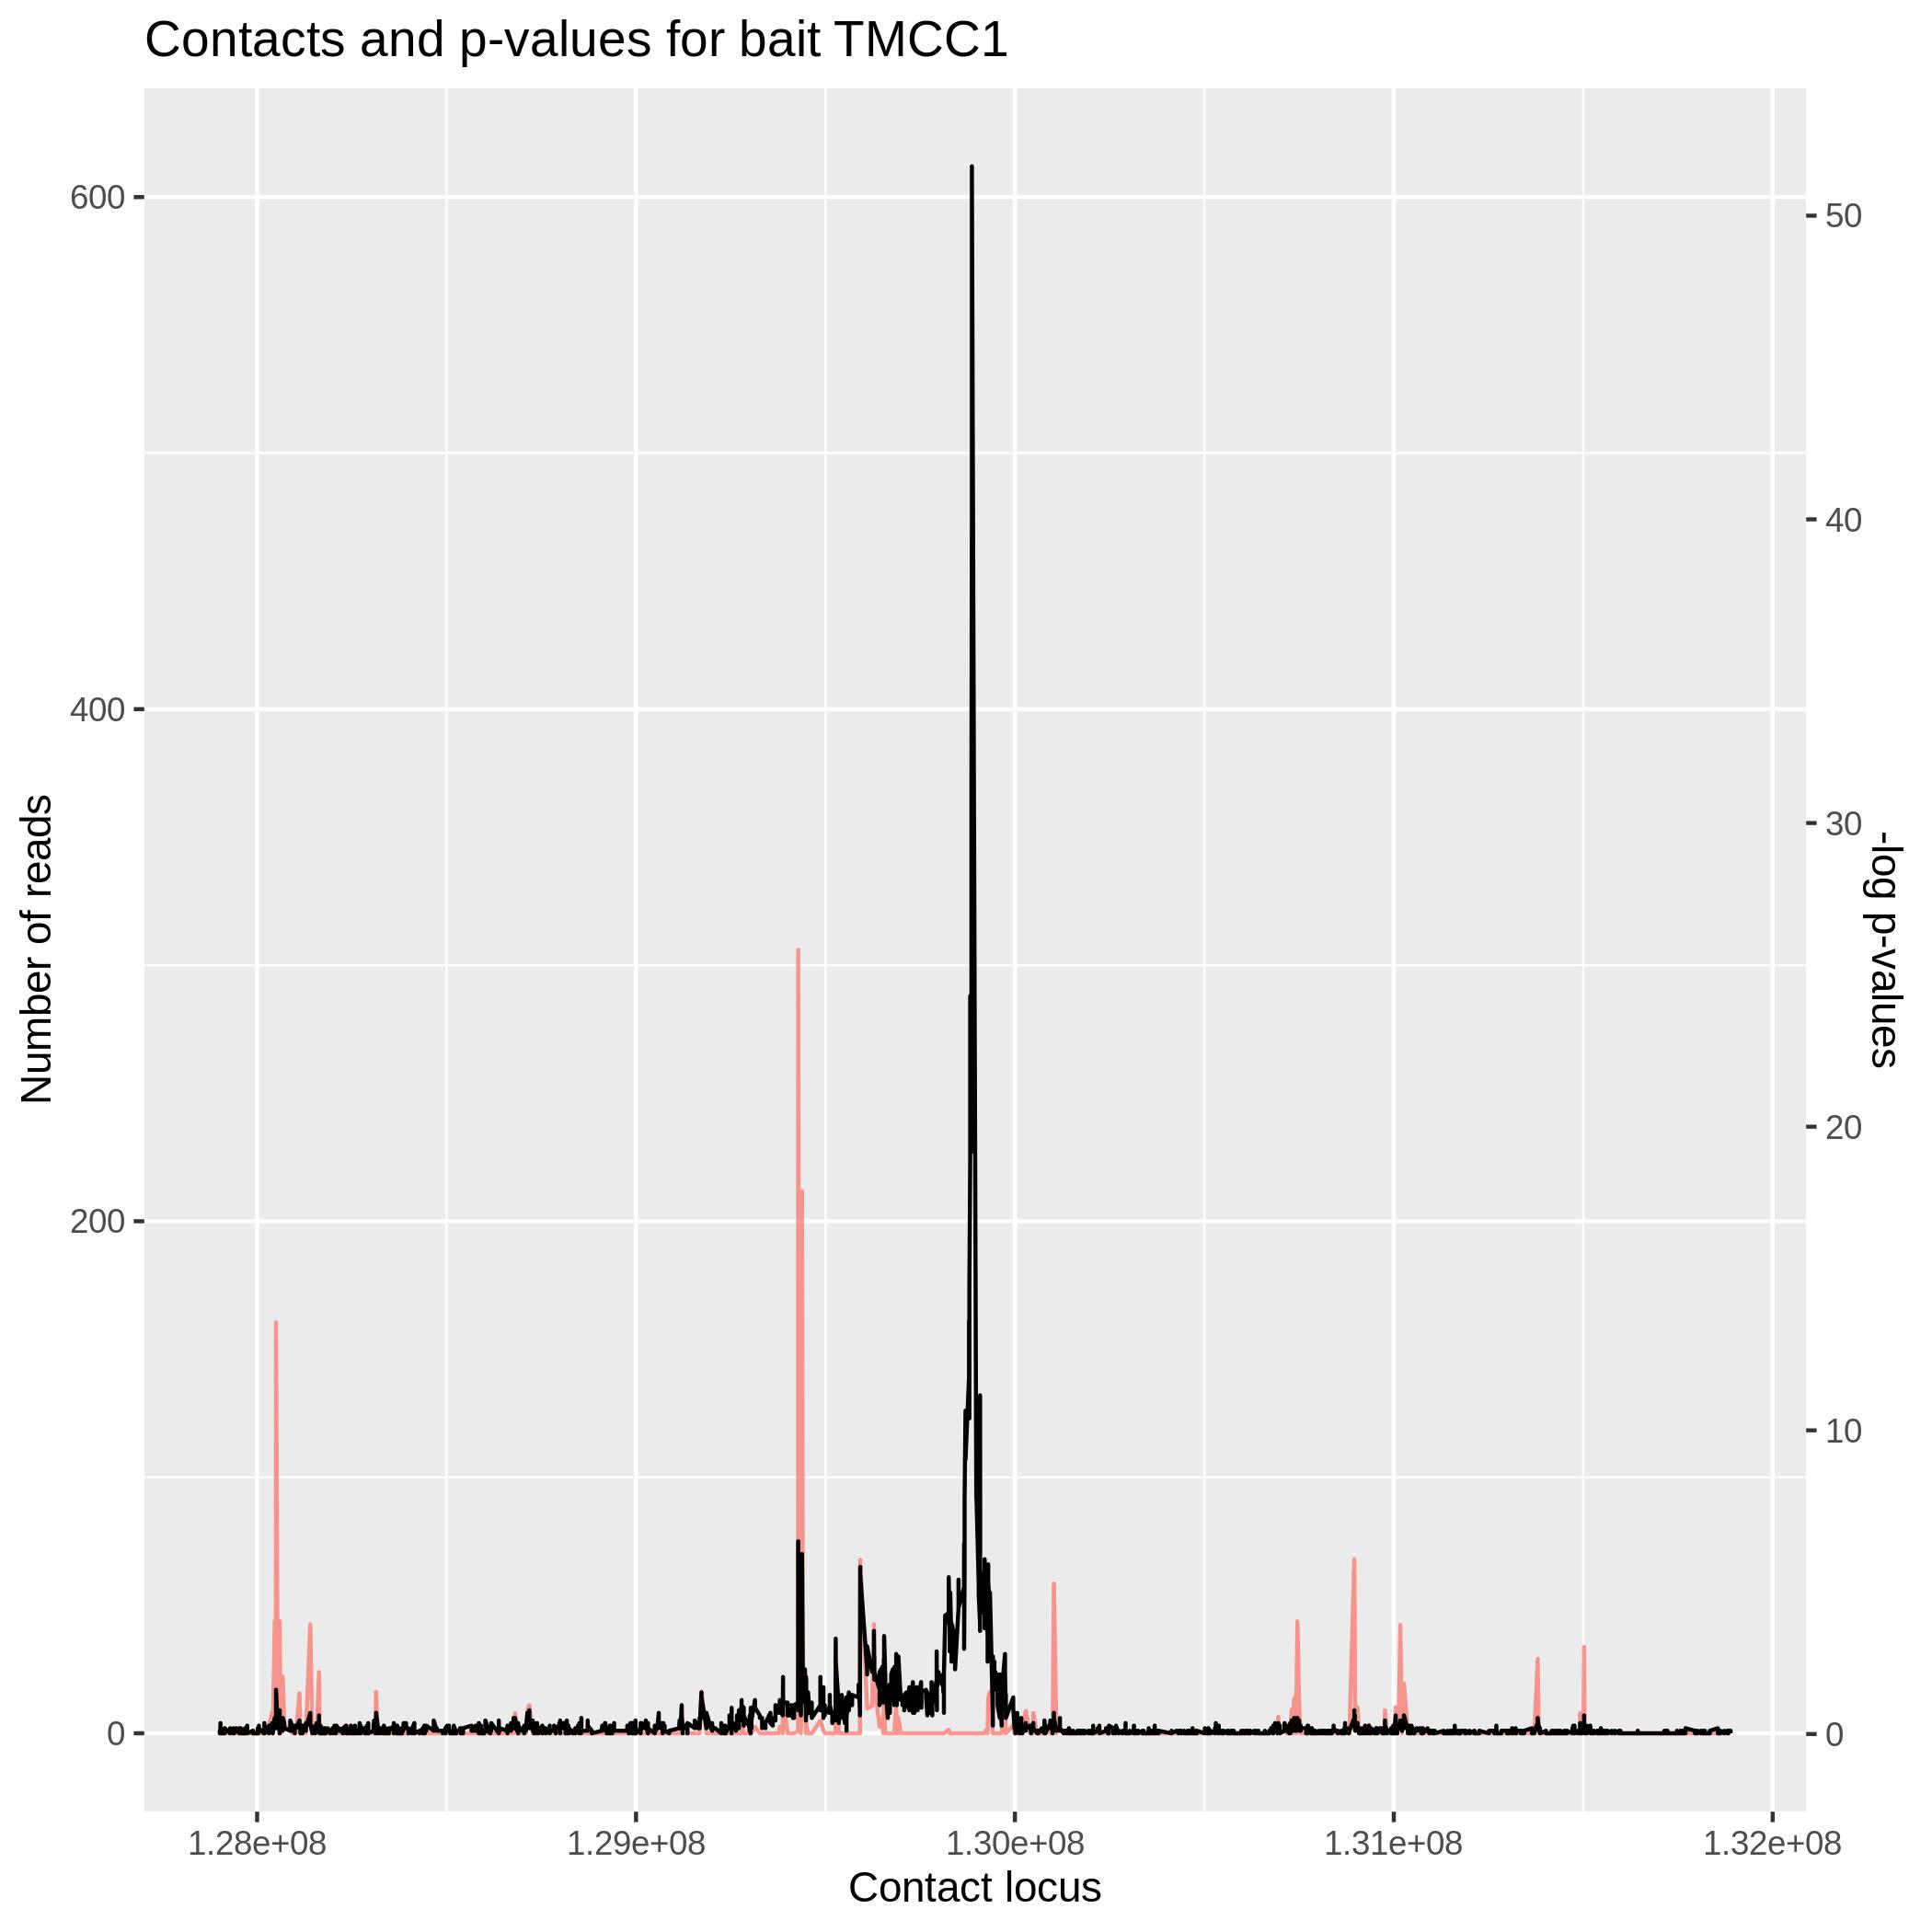 Contacts and p-values for bait TMCC1
600
400
200
0
Number of reads
50
40
30
20
10
0
-log p-values
1.28e+08
1.29e+08
1.30e+08
1.31e+08
1.32e+08
Contact locus